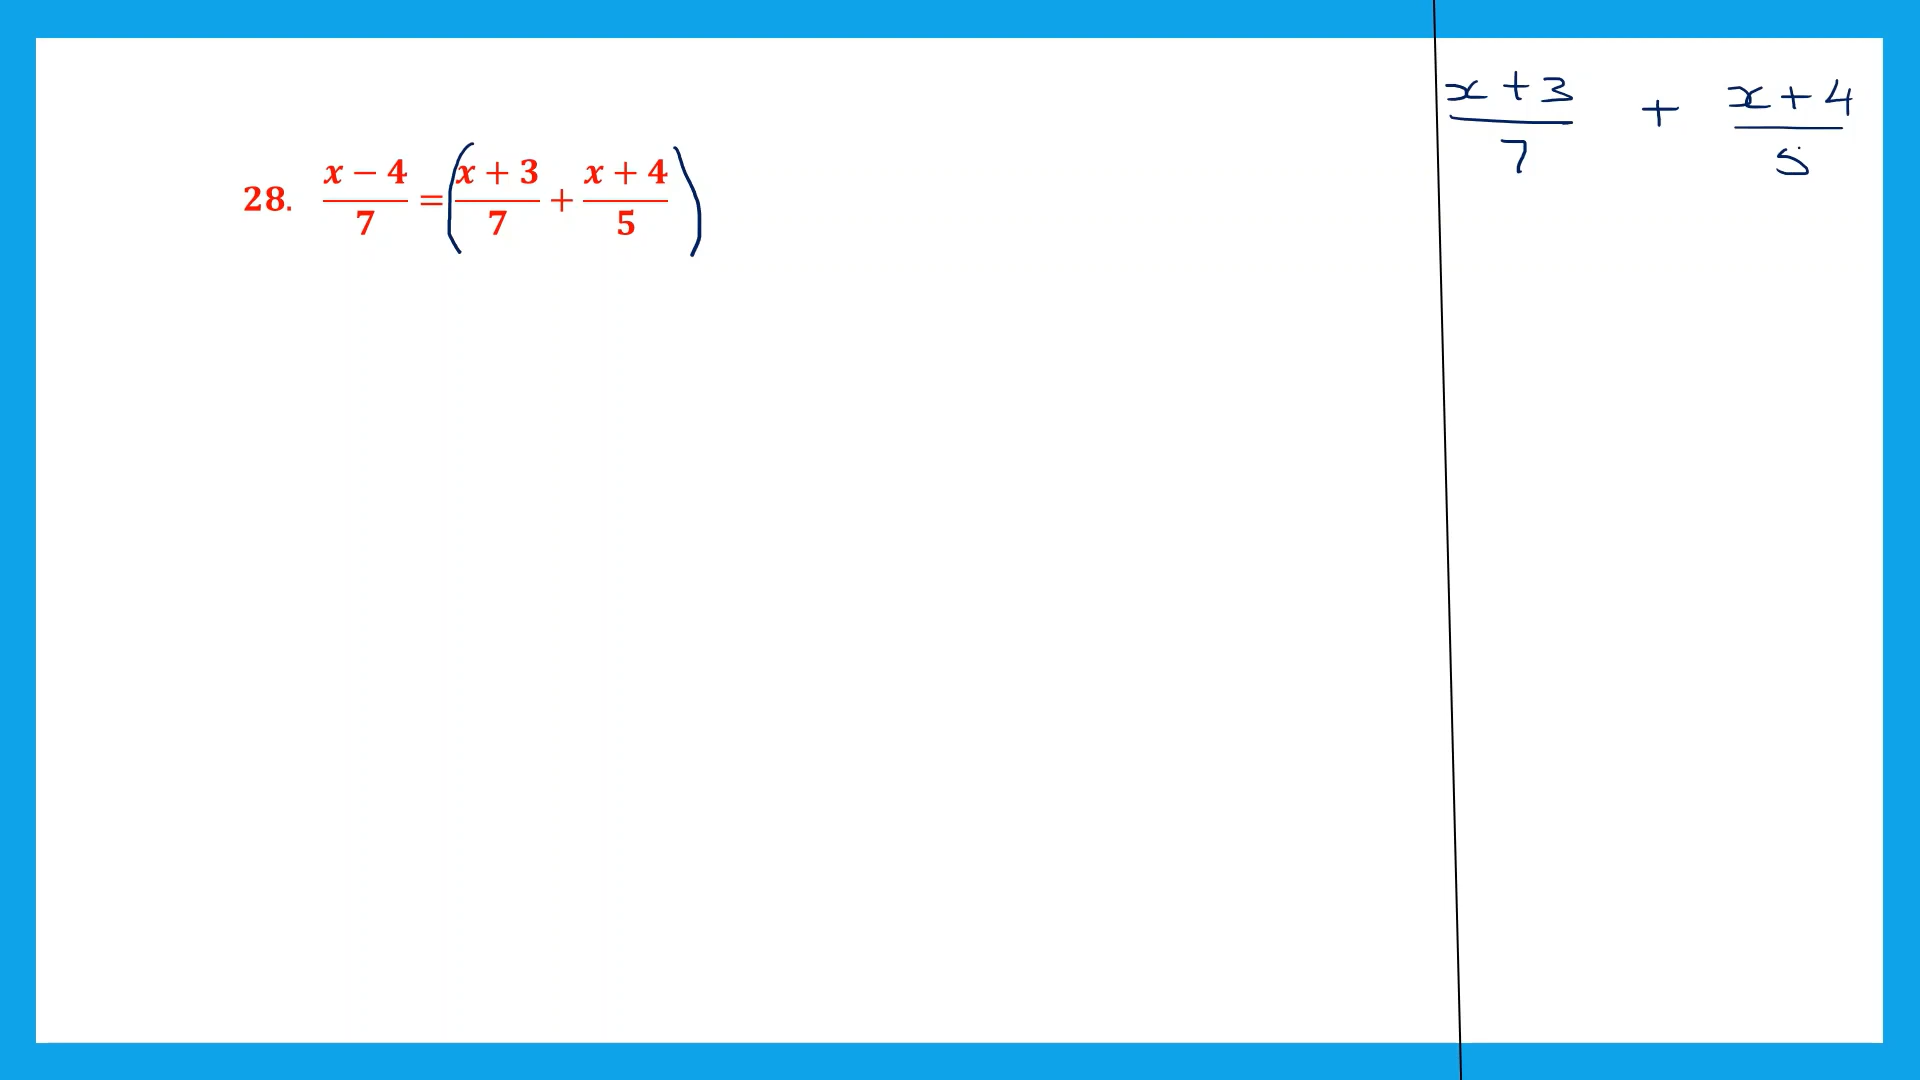 28. (x − 4)/7 = ((x + 3)/7 + (x + 4)/5)
(x + 3)/7 + (x + 4)/5